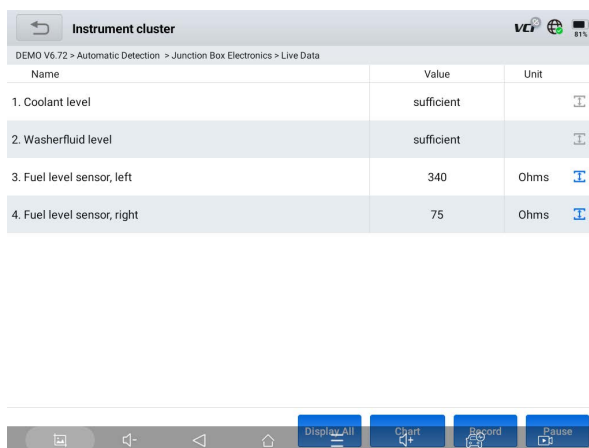 Instrument cluster
VCI
81%
DEMO V6.72 > Automatic Detection > Junction Box Electronics > Live Data
Name Value Unit
1. Coolant level sufficient
2. Washerfluid level sufficient
3. Fuel level sensor, left 340 Ohms
4. Fuel level sensor, right 75 Ohms
Display All Chart Record Pause